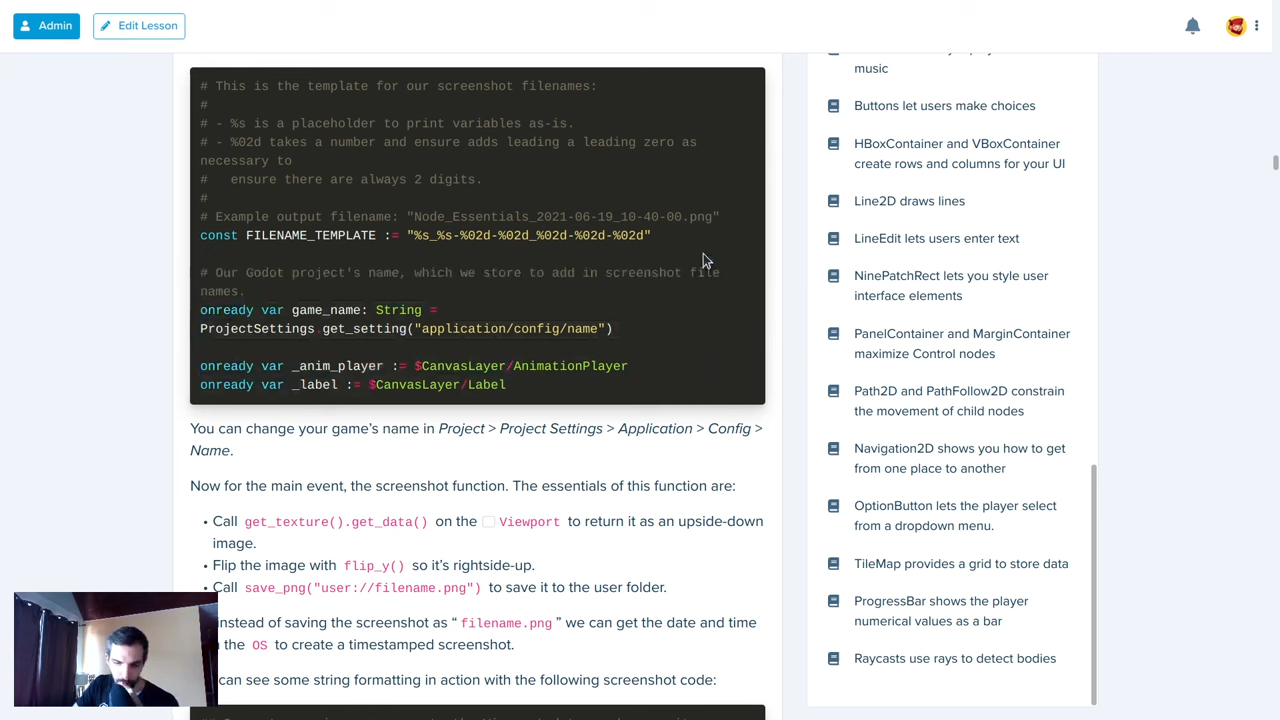 Admin
Edit Lesson
# This is the template for our screenshot filenames:
#
# - %s is a placeholder to print variables as-is.
# - %02d takes a number and ensure adds leading a leading zero as
necessary to
#   ensure there are always 2 digits.
#
# Example output filename: "Node_Essentials_2021-06-19_10-40-00.png"
const FILENAME_TEMPLATE := "%s_%s-%02d-%02d_%02d-%02d-%02d"
# Our Godot project's name, which we store to add in screenshot file
names.
onready var game_name: String =
ProjectSettings.get_setting("application/config/name")
onready var _anim_player := $CanvasLayer/AnimationPlayer
onready var _label := $CanvasLayer/Label
You can change your game's name in Project > Project Settings > Application > Config >
Name.
Now for the main event, the screenshot function. The essentials of this function are:
• Call get_texture().get_data() on the Viewport to return it as an upside-down
image.
• Flip the image with flip_y() so it's rightside-up.
• Call save_png("user://filename.png") to save it to the user folder.
instead of saving the screenshot as “ filename.png ” we can get the date and time
the OS to create a timestamped screenshot.
can see some string formatting in action with the following screenshot code:
music
Buttons let users make choices
HBoxContainer and VBoxContainer
create rows and columns for your UI
Line2D draws lines
LineEdit lets users enter text
NinePatchRect lets you style user
interface elements
PanelContainer and MarginContainer
maximize Control nodes
Path2D and PathFollow2D constrain
the movement of child nodes
Navigation2D shows you how to get
from one place to another
OptionButton lets the player select
from a dropdown menu.
TileMap provides a grid to store data
ProgressBar shows the player
numerical values as a bar
Raycasts use rays to detect bodies